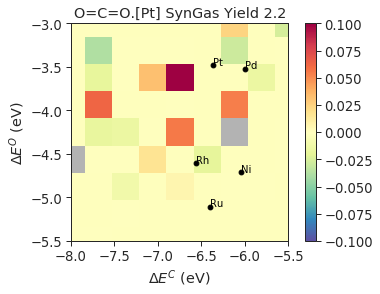 O=C=O.[Pt] SynGas Yield 2.2
−3.0
−3.5
−4.0
−4.5
−5.0
−5.5
ΔE^O (eV)
Pt
Pd
Rh
Ni
Ru
−8.0 −7.5 −7.0 −6.5 −6.0 −5.5
ΔE^C (eV)
0.100
0.075
0.050
0.025
0.000
−0.025
−0.050
−0.075
−0.100